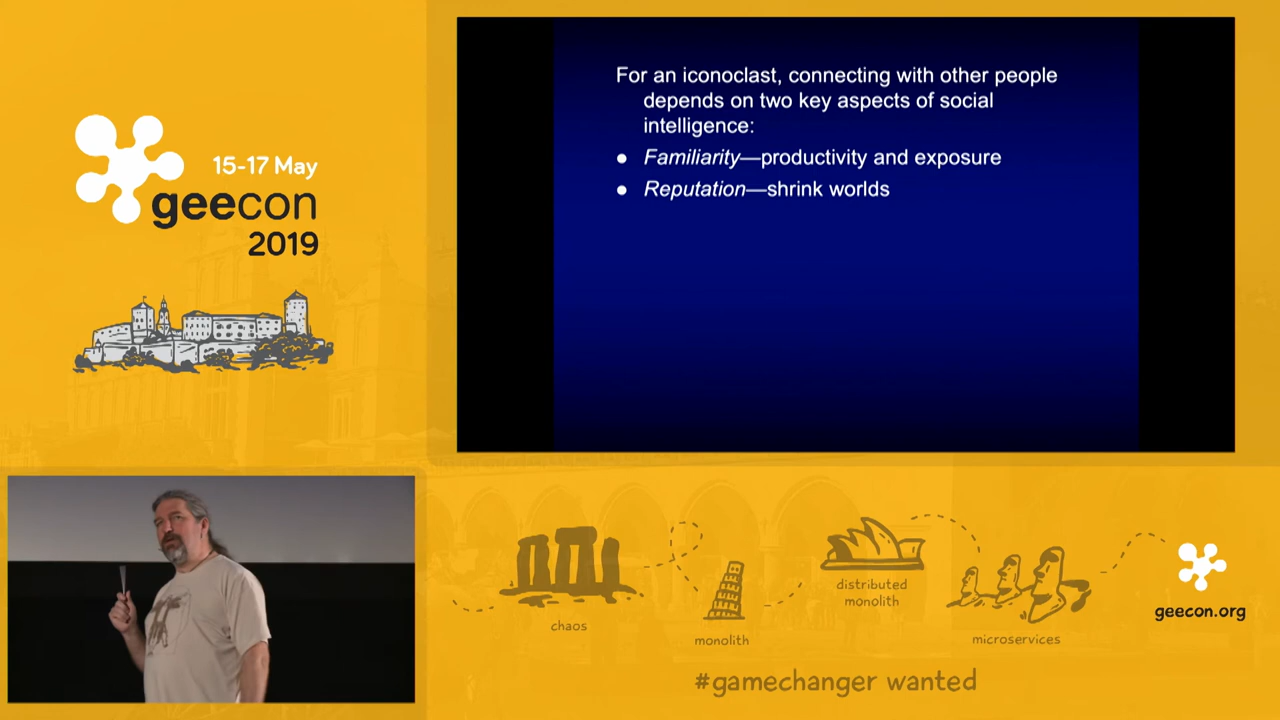 15-17 May
geecon
2019
For an iconoclast, connecting with other people
depends on two key aspects of social
intelligence:
● Familiarity—productivity and exposure
● Reputation—shrink worlds
chaos
monolith
distributed
monolith
microservices
geecon.org
#gamechanger wanted